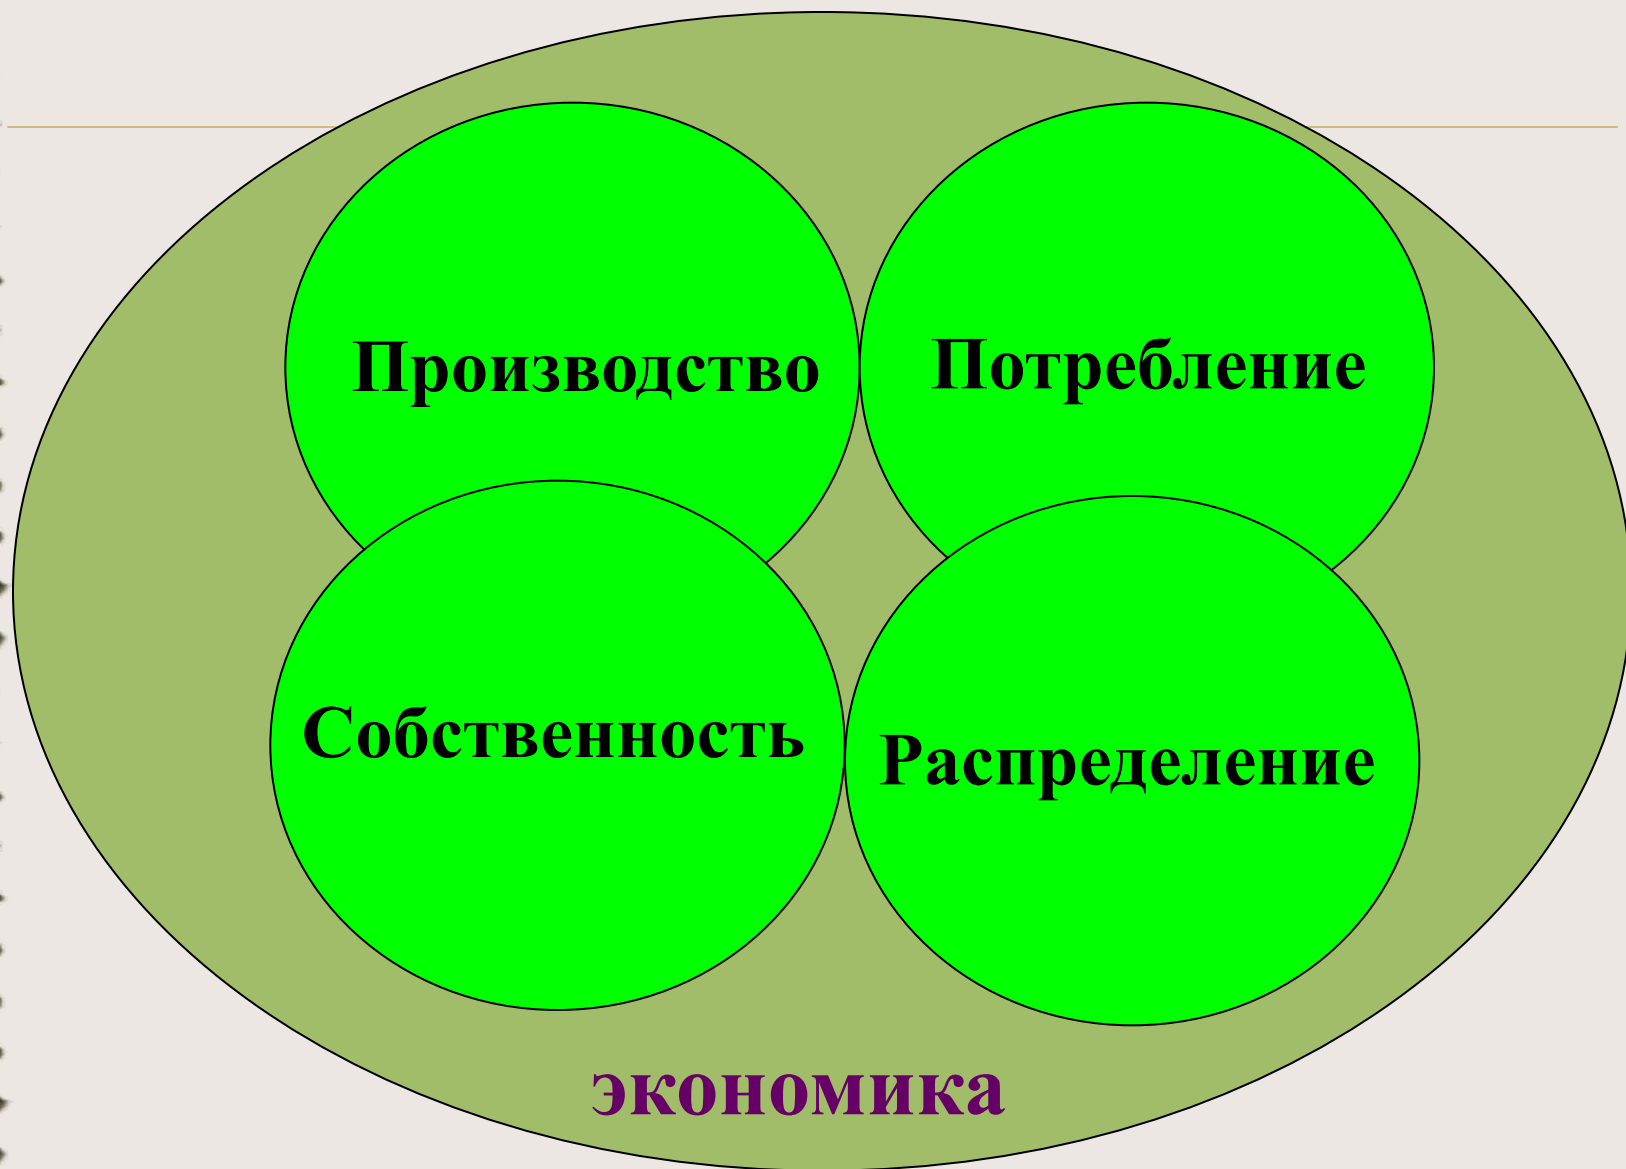 Производство
Потребление
Собственность
Распределение
экономика